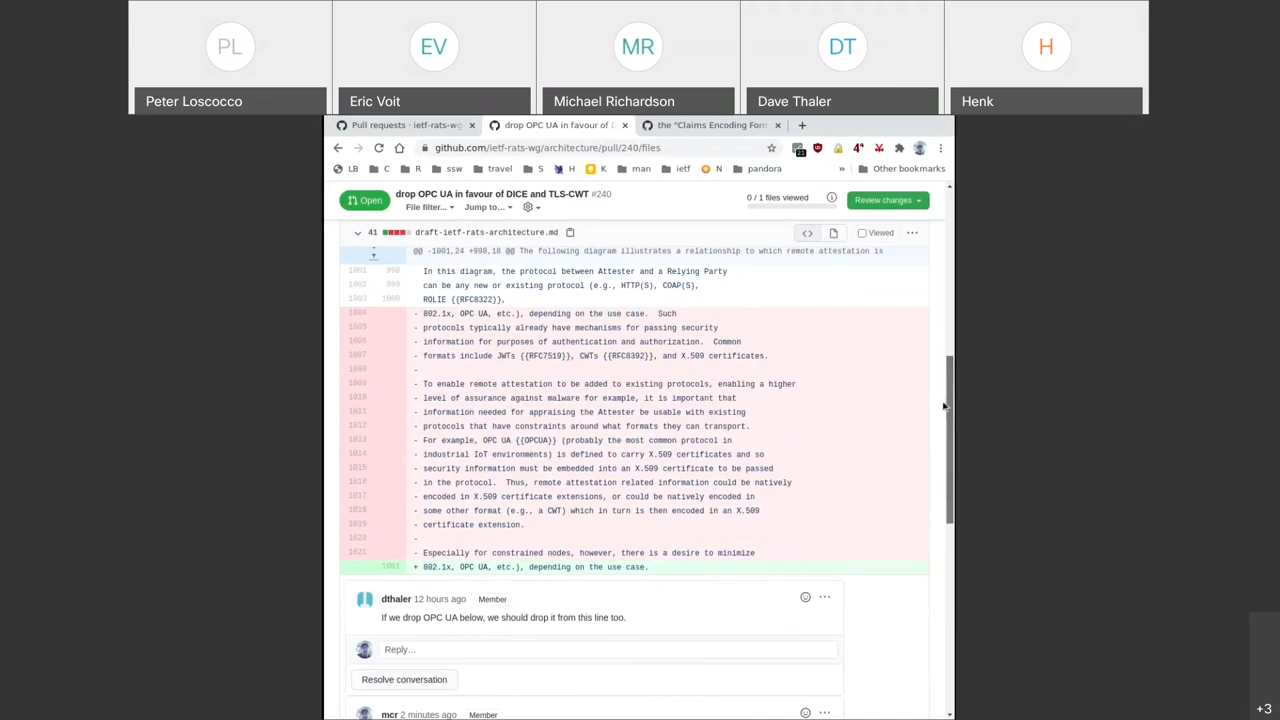 PL
EV
MR
DT
H
Peter Loscocco
Eric Voit
Michael Richardson
Dave Thaler
Henk
Pull requests · ietf-rats-wg
drop OPC UA in favour of D
the "Claims Encoding Form
github.com/ietf-rats-wg/architecture/pull/240/files
21
LB
C
R
ssw
travel
S
H
K
man
ietf
N
pandora
»
Other bookmarks
Open
drop OPC UA in favour of DICE and TLS-CWT #240
File filter...
Jump to...
0 / 1 files viewed
Review changes
41
draft-ietf-rats-architecture.md
Viewed
@@ -1001,24 +998,18 @@ The following diagram illustrates a relationship to which remote attestation is
1001 998 In this diagram, the protocol between Attester and a Relying Party
1002 999 can be any new or existing protocol (e.g., HTTP(S), COAP(S),
1003 1000 ROLIE {{RFC8322}},
1004 - 802.1x, OPC UA, etc.), depending on the use case.  Such
1005 - protocols typically already have mechanisms for passing security
1006 - information for purposes of authentication and authorization.  Common
1007 - formats include JWTs {{RFC7519}}, CWTs {{RFC8392}}, and X.509 certificates.
1008 -
1009 - To enable remote attestation to be added to existing protocols, enabling a higher
1010 - level of assurance against malware for example, it is important that
1011 - information needed for appraising the Attester be usable with existing
1012 - protocols that have constraints around what formats they can transport.
1013 - For example, OPC UA {{OPCUA}} (probably the most common protocol in
1014 - industrial IoT environments) is defined to carry X.509 certificates and so
1015 - security information must be embedded into an X.509 certificate to be passed
1016 - in the protocol.  Thus, remote attestation related information could be natively
1017 - encoded in X.509 certificate extensions, or could be natively encoded in
1018 - some other format (e.g., a CWT) which in turn is then encoded in an X.509
1019 - certificate extension.
1020 -
1021 - Especially for constrained nodes, however, there is a desire to minimize
1001 + 802.1x, OPC UA, etc.), depending on the use case.
dthaler 12 hours ago Member
If we drop OPC UA below, we should drop it from this line too.
Reply...
Resolve conversation
mcr 2 minutes ago Member
+3